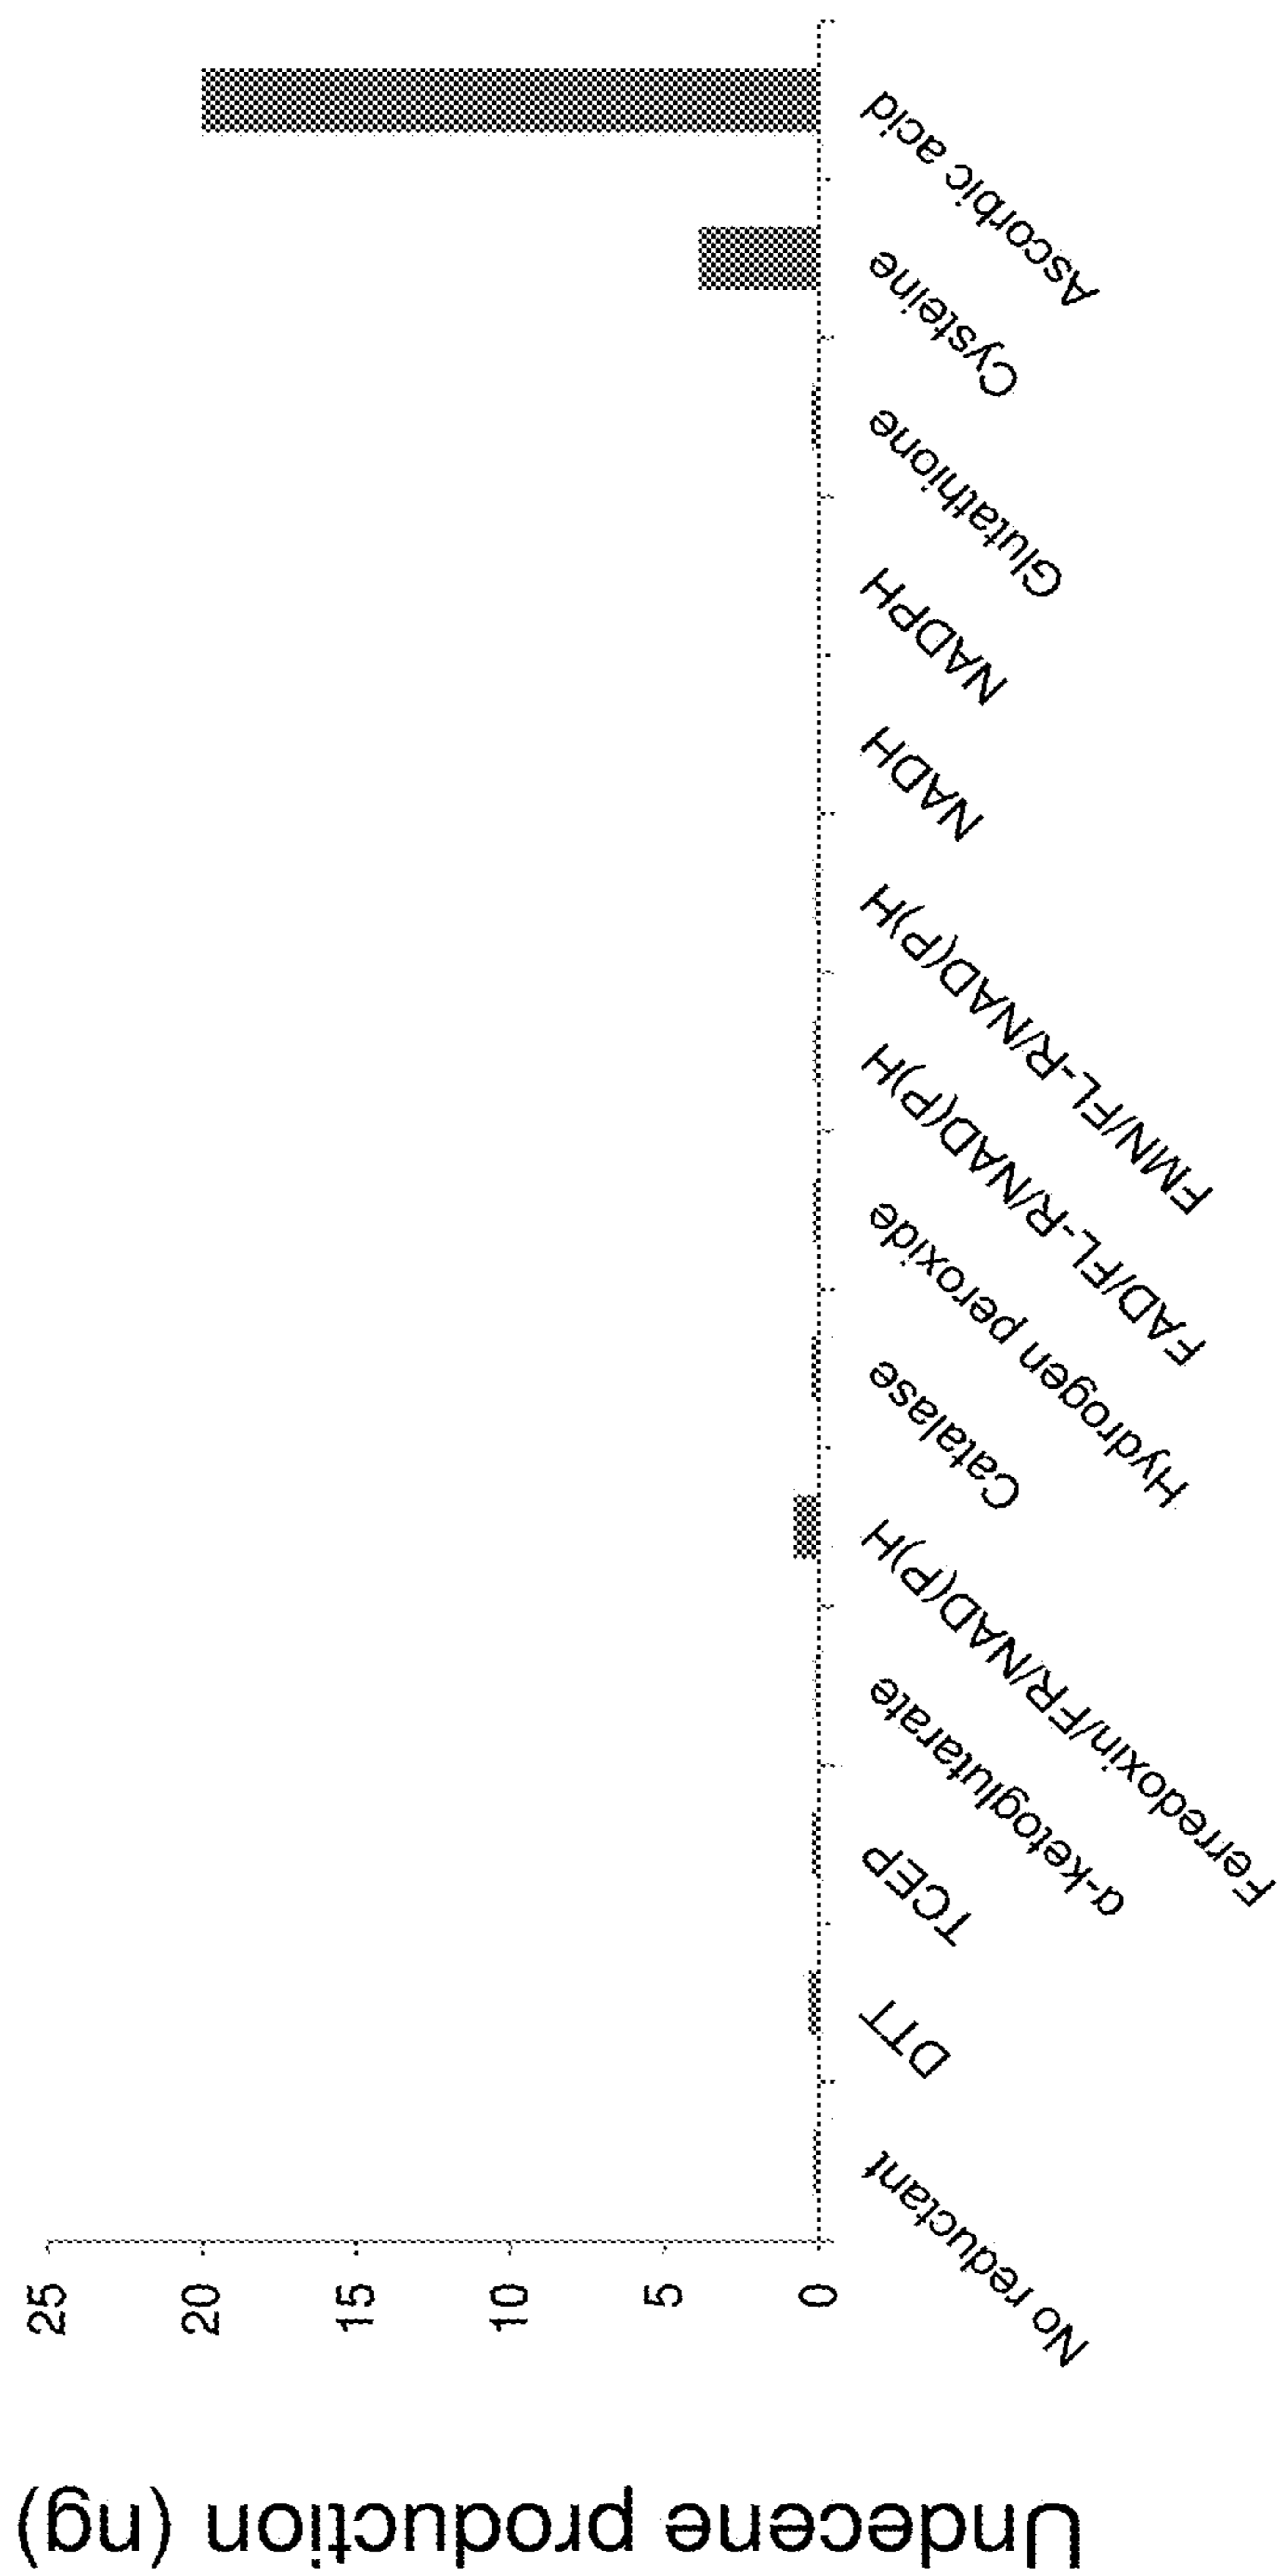 Undecene production (ng)
25
20
15
10
5
0
No reductant
DTT
TCEP
α-ketoglutarate
Ferredoxin/FR/NAD(P)H
Catalase
Hydrogen peroxide
FAD/FL-R/NAD(P)H
FMN/FL-R/NAD(P)H
NADH
NADPH
Glutathione
Cysteine
Ascorbic acid